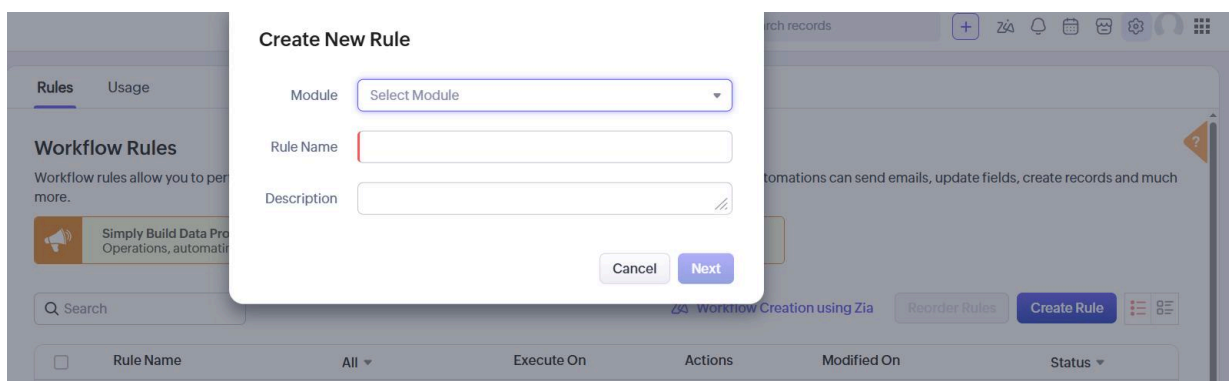 Create New Rule
rch records
Rules
Usage
Module
Select Module
Workflow Rules
Rule Name
Workflow rules allow you to per
tomations can send emails, update fields, create records and much
more.
Description
Simply Build Data Pro
Operations, automatin
Cancel
Next
Search
Workflow Creation using Zia
Reorder Rules
Create Rule
Rule Name
All
Execute On
Actions
Modified On
Status
?